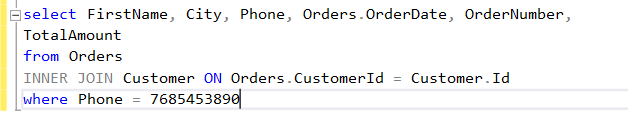 select FirstName, City, Phone, Orders.OrderDate, OrderNumber,
TotalAmount
from Orders
INNER JOIN Customer ON Orders.CustomerId = Customer.Id
where Phone = 7685453890